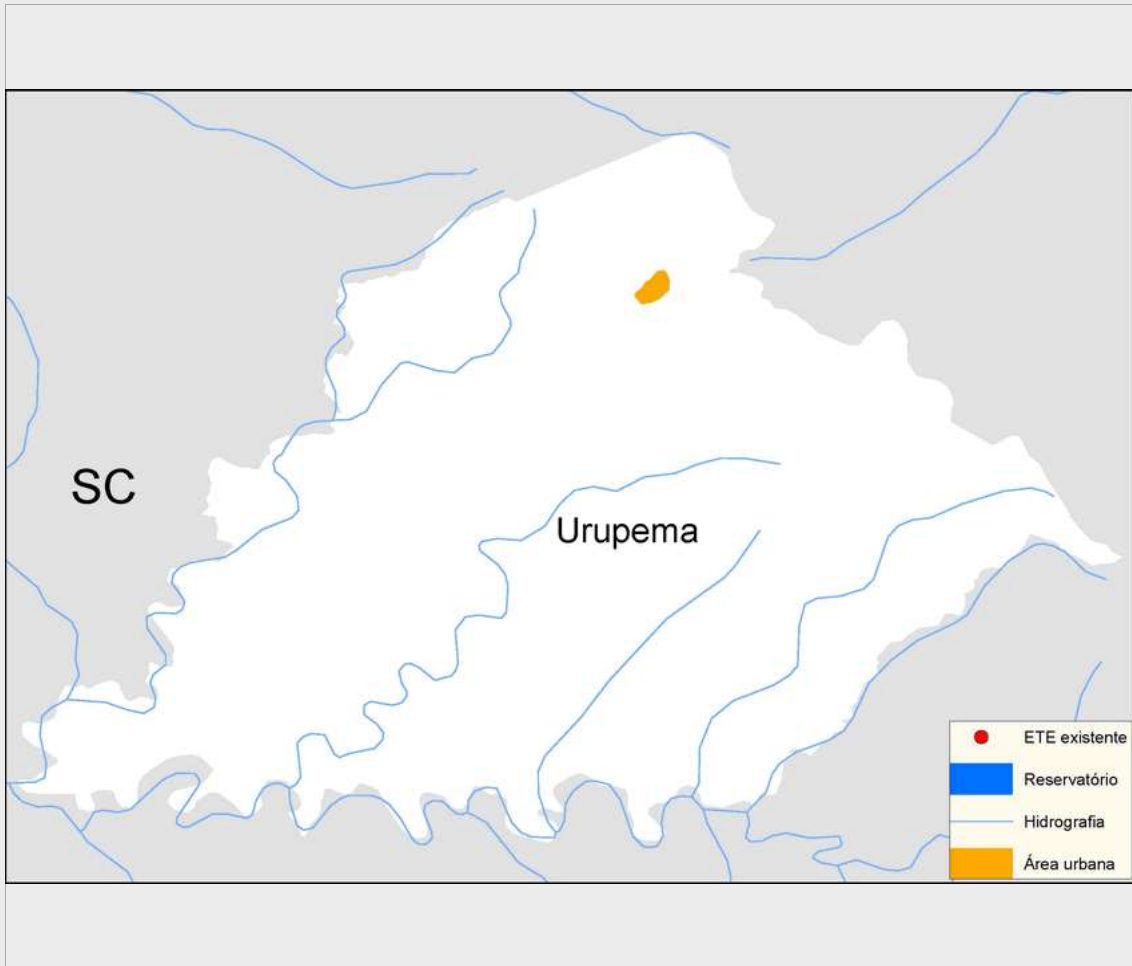 SC
Urupema
ETE existente
Reservatório
Hidrografia
Área urbana